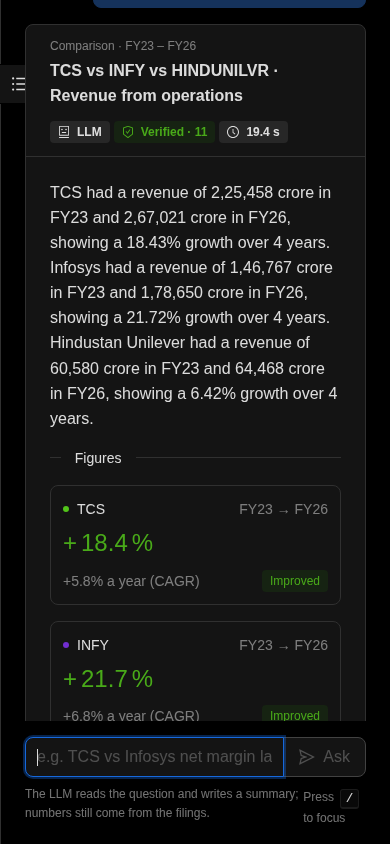 Comparison · FY23 – FY26
TCS vs INFY vs HINDUNILVR ·
Revenue from operations
LLM Verified · 11 19.4 s
TCS had a revenue of 2,25,458 crore in
FY23 and 2,67,021 crore in FY26,
showing a 18.43% growth over 4 years.
Infosys had a revenue of 1,46,767 crore
in FY23 and 1,78,650 crore in FY26,
showing a 21.72% growth over 4 years.
Hindustan Unilever had a revenue of
60,580 crore in FY23 and 64,468 crore
in FY26, showing a 6.42% growth over 4
years.
Figures
TCS FY23 → FY26
+18.4%
+5.8% a year (CAGR) Improved
INFY FY23 → FY26
+21.7%
+6.8% a year (CAGR) Improved
e.g. TCS vs Infosys net margin la Ask
The LLM reads the question and writes a summary;
numbers still come from the filings.
Press /
to focus